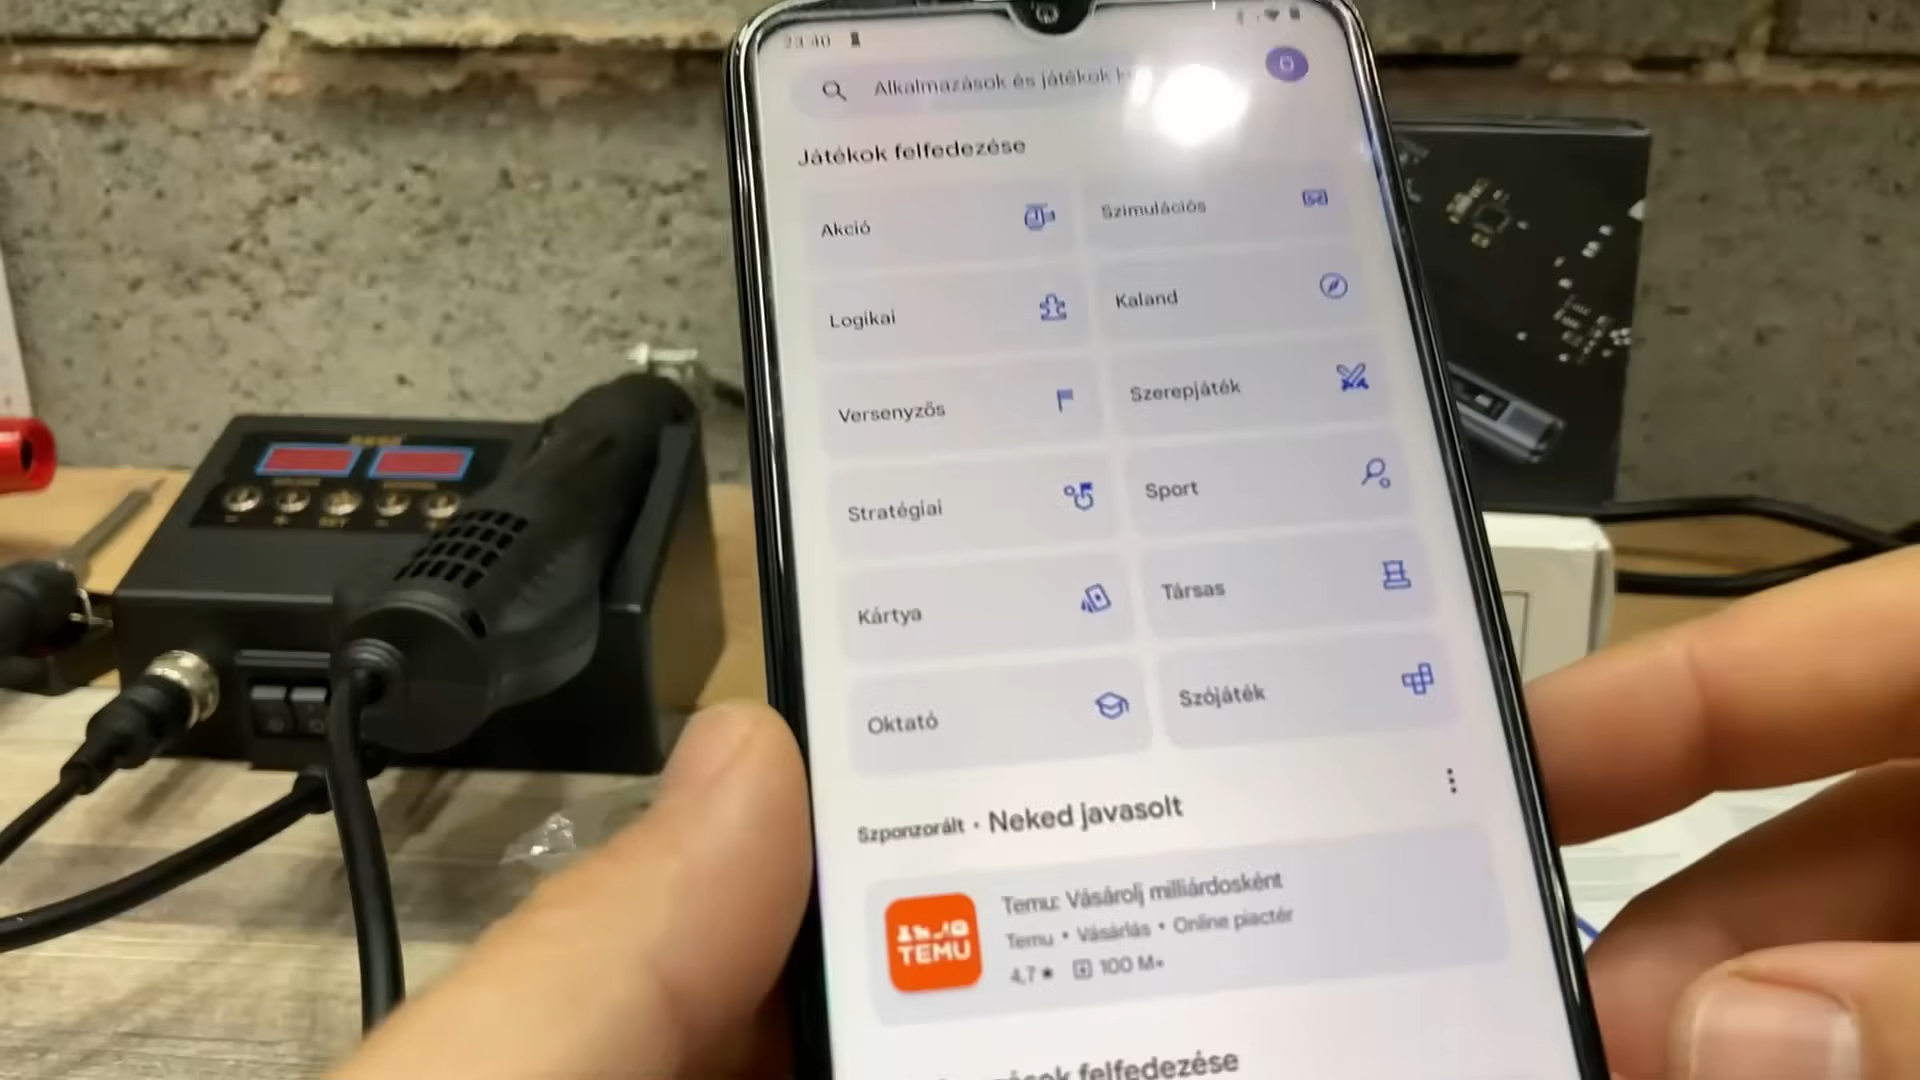 23:40
Alkalmazások és játékok k
Játékok felfedezése
Akció
Szimulációs
Logikai
Kaland
Versenyzős
Szerepjáték
Stratégiai
Sport
Kártya
Társas
Oktató
Szójáték
Szponzorált • Neked javasolt
TEMU
Temu: Vásárolj milliárdosként
Temu • Vásárlás • Online piactér
4,7★ 100 M+
felfedezése